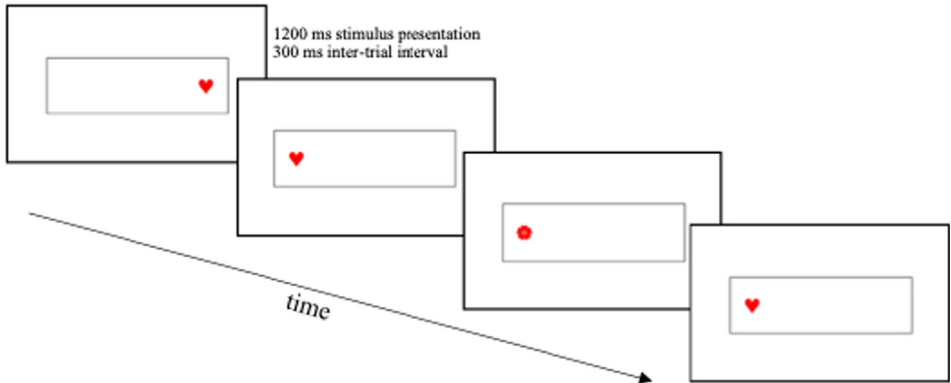 1200 ms stimulus presentation
300 ms inter-trial interval
time